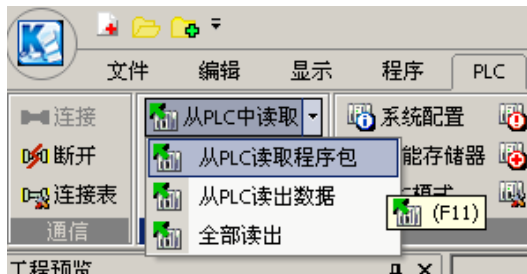 文件 编辑 显示 程序 PLC
连接 从PLC中读取 系统配置
断开 从PLC读取程序包 能存储器
连接表 从PLC读出数据
(F11)
通信 全部读出
工程预览